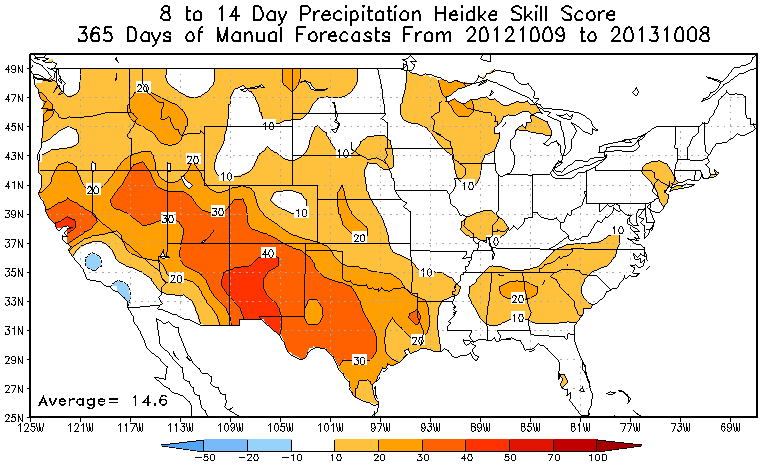 8 to 14 Day Precipitation Heidke Skill Score
365 Days of Manual Forecasts From 20121009 to 20131008
49N
47N
45N
43N
41N
39N
37N
35N
33N
31N
29N
27N
25N
20
10
20
10
10
10
20
30
30
10
20
10
10
40
20
10
20
10
20
30
Average= 14.6
125W 121W 117W 113W 109W 105W 101W 97W 93W 89W 85W 81W 77W 73W 69W
-50 -20 -10 10 20 30 40 50 70 100